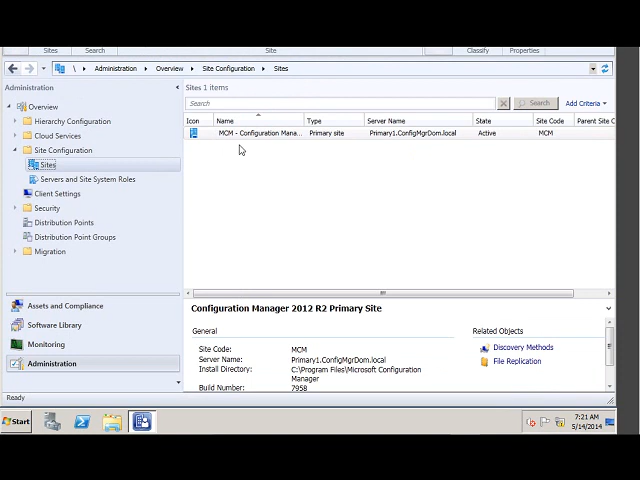 Sites Search Site Classify Properties
\ Administration Overview Site Configuration Sites
Administration
Overview
Hierarchy Configuration
Cloud Services
Site Configuration
Sites
Servers and Site System Roles
Client Settings
Security
Distribution Points
Distribution Point Groups
Migration
Assets and Compliance
Software Library
Monitoring
Administration
Sites 1 items
Search Search Add Criteria
Icon Name Type Server Name State Site Code Parent Site C
MCM - Configuration Mana... Primary site Primary1.ConfigMgrDom.local Active MCM
Configuration Manager 2012 R2 Primary Site
General
Site Code: MCM
Server Name: Primary1.ConfigMgrDom.local
Install Directory: C:\Program Files\Microsoft Configuration Manager
Build Number: 7958
Related Objects
Discovery Methods
File Replication
Ready
Start
7:21 AM
5/14/2014